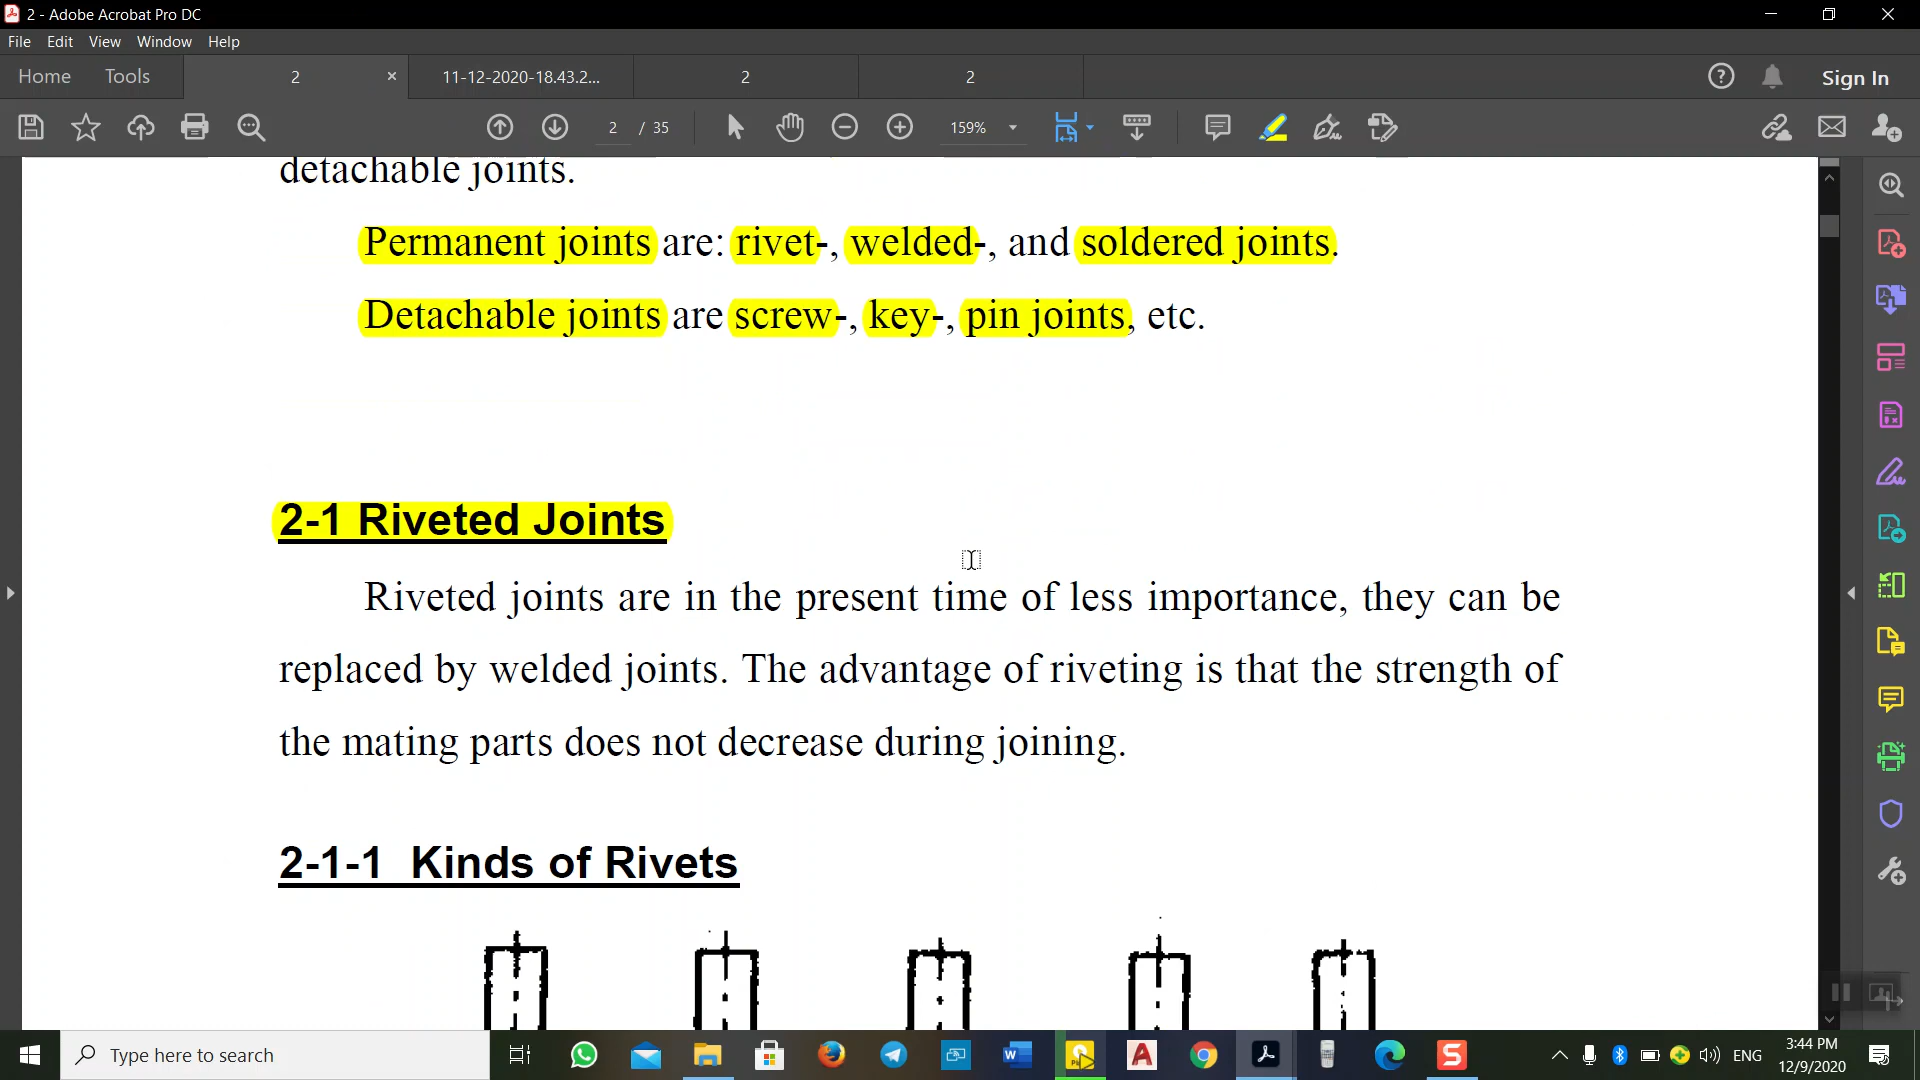 2 - Adobe Acrobat Pro DC
File Edit View Window Help
Home Tools 2 × 11-12-2020-18.43.2... 2 2 Sign In
2 / 35 159%
detachable joints.
Permanent joints are: rivet-, welded-, and soldered joints.
Detachable joints are screw-, key-, pin joints, etc.
2-1 Riveted Joints
Riveted joints are in the present time of less importance, they can be
replaced by welded joints. The advantage of riveting is that the strength of
the mating parts does not decrease during joining.
2-1-1 Kinds of Rivets
Type here to search
ENG
3:44 PM
12/9/2020